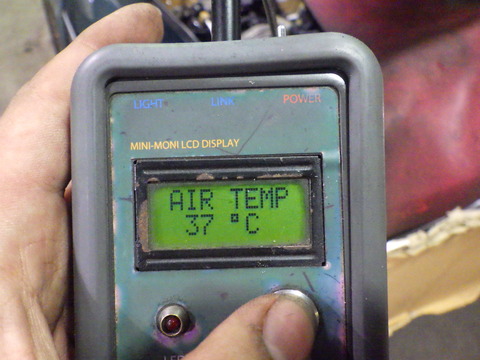 LIGHT LINK POWER
MINI-MONI LCD DISPLAY
AIR TEMP
37 °C